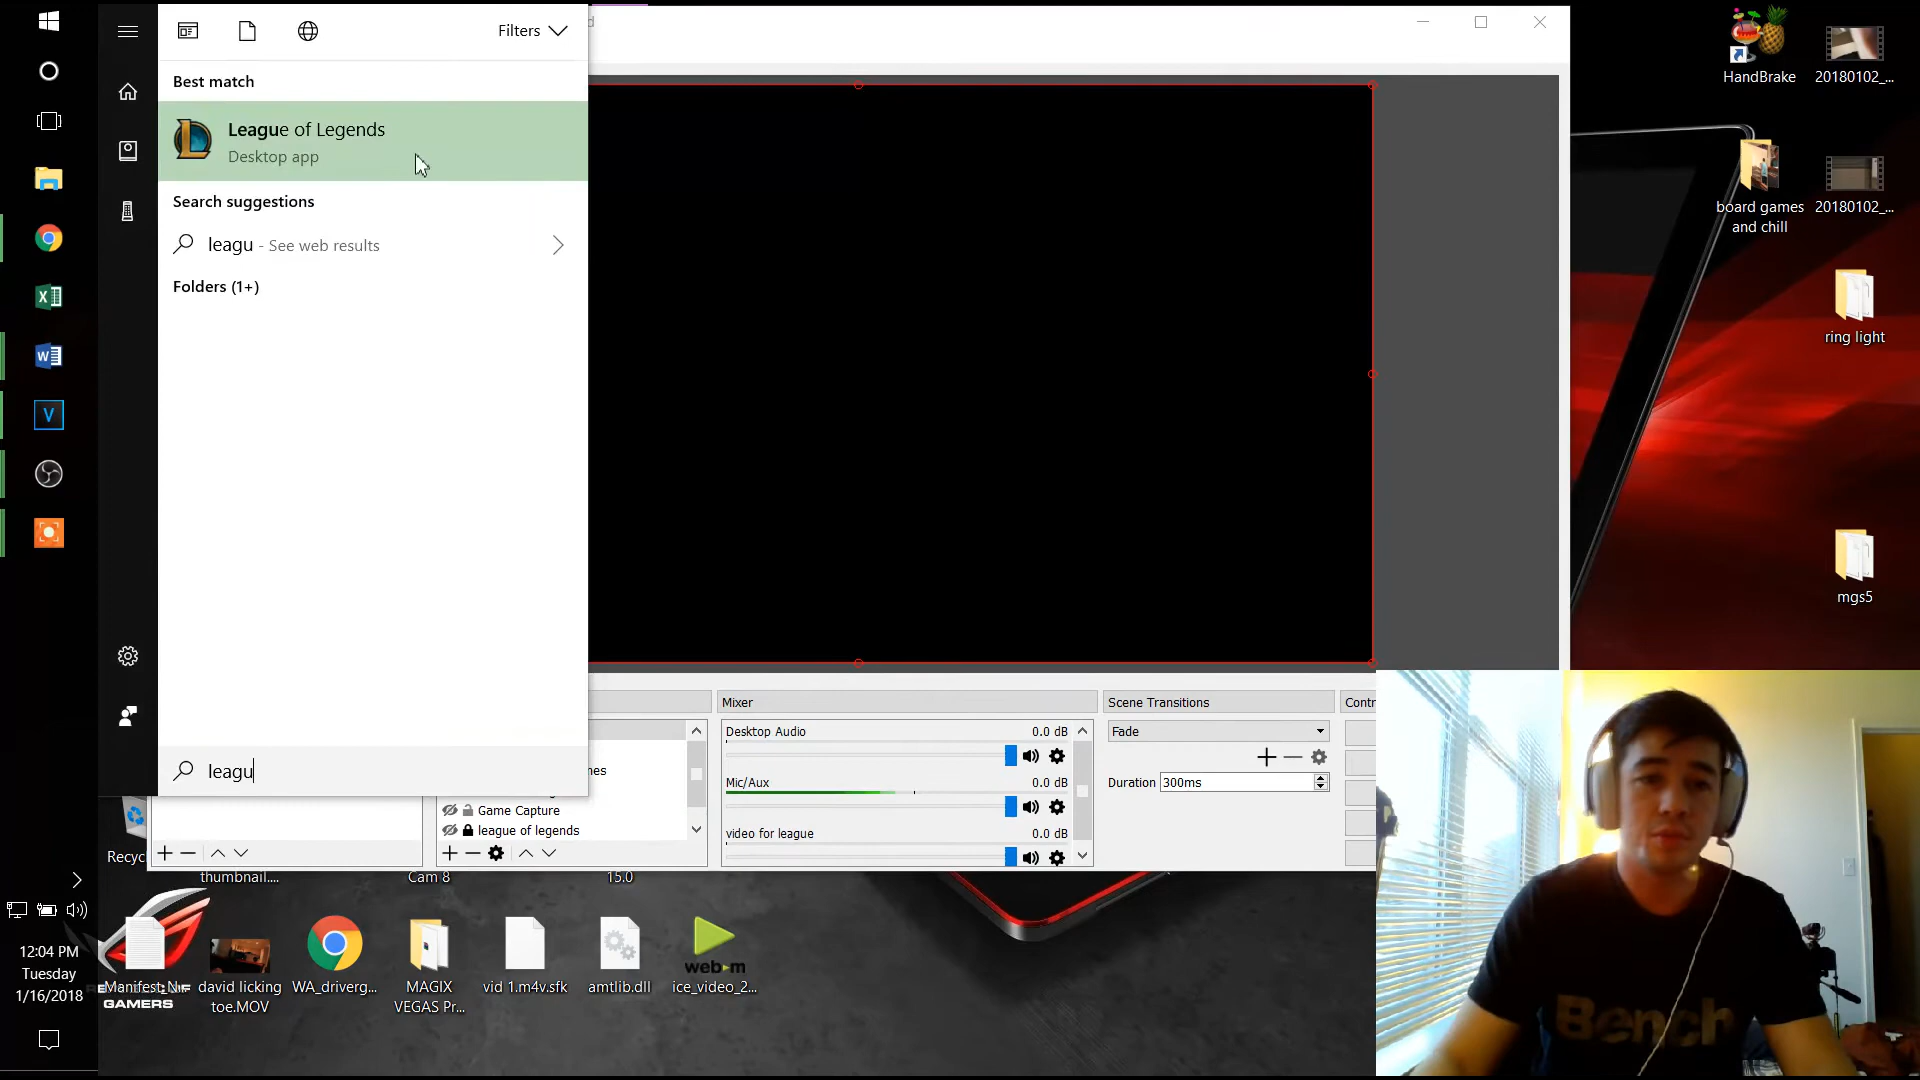 Filters
Best match
League of Legends
Desktop app
Search suggestions
leagu - See web results
Folders (1+)
leagu
Mixer
Scene Transitions
Contr
Desktop Audio 0.0 dB
Fade
Mic/Aux 0.0 dB
Duration 300ms
Game Capture
league of legends
video for league 0.0 dB
Recyc
thumbnail....
Cam 8
15.0
12:04 PM
Tuesday
1/16/2018
GAMERS
david licking
toe.MOV
WA_driverg...
MAGIX
VEGAS Pr...
vid 1.m4v.sfk
amtlib.dll
web·m
ice_video_2...
HandBrake
20180102_...
board games
and chill
20180102_...
ring light
mgs5
Bench